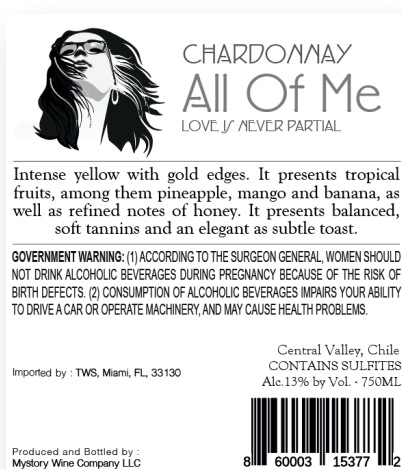 CHARDONNAY
All Of Me
LOVE IS NEVER PARTIAL
Intense yellow with gold edges. It presents tropical
fruits, among them pineapple, mango and banana, as
well as refined notes of honey. It presents balanced,
soft tannins and an elegant as subtle toast.
GOVERNMENT WARNING: (1) ACCORDING TO THE SURGEON GENERAL, WOMEN SHOULD
NOT DRINK ALCOHOLIC BEVERAGES DURING PREGNANCY BECAUSE OF THE RISK OF
BIRTH DEFECTS. (2) CONSUMPTION OF ALCOHOLIC BEVERAGES IMPAIRS YOUR ABILITY
TO DRIVE A CAR OR OPERATE MACHINERY, AND MAY CAUSE HEALTH PROBLEMS.
Central Valley, Chile
CONTAINS SULFITES
Alc.13% by Vol. · 750ML
Imported by : TWS, Miami, FL, 33130
Produced and Bottled by :
Mystory Wine Company LLC
8 60003 15377 2